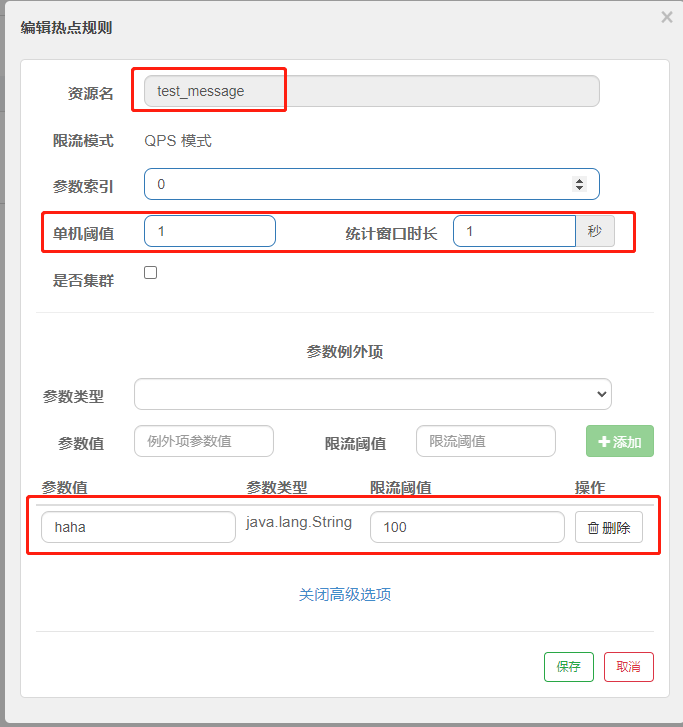 编辑热点规则
×
资源名 test_message
限流模式 QPS 模式
参数索引 0
单机阈值 1 统计窗口时长 1 秒
是否集群
参数例外项
参数类型
参数值 例外项参数值 限流阈值 限流阈值 +添加
参数值 参数类型 限流阈值 操作
haha java.lang.String 100 删除
关闭高级选项
保存 取消